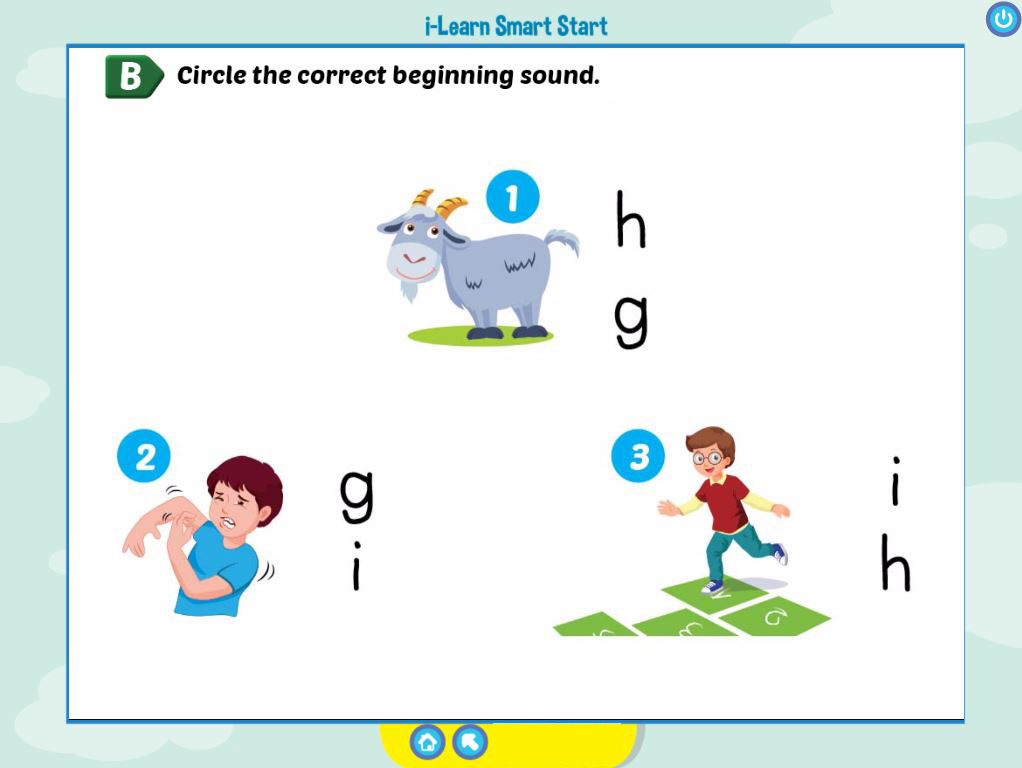 i-Learn Smart Start
B Circle the correct beginning sound.
1
h
g
2
g
i
3
i
h